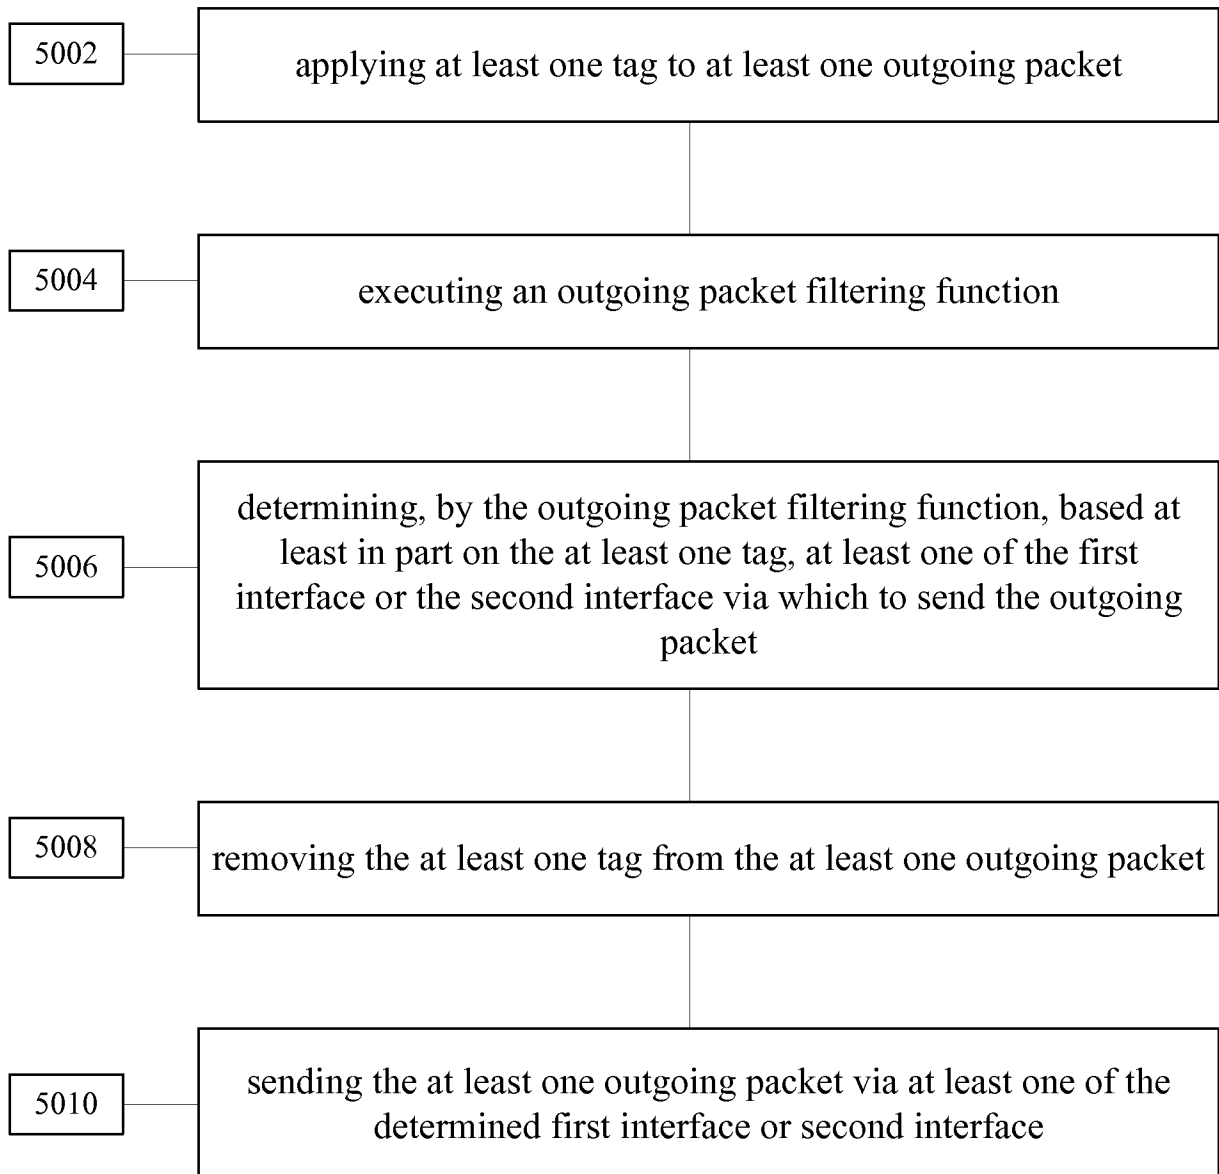 5002
applying at least one tag to at least one outgoing packet
5004
executing an outgoing packet filtering function
5006
determining, by the outgoing packet filtering function, based at
least in part on the at least one tag, at least one of the first
interface or the second interface via which to send the outgoing
packet
5008
removing the at least one tag from the at least one outgoing packet
5010
sending the at least one outgoing packet via at least one of the
determined first interface or second interface